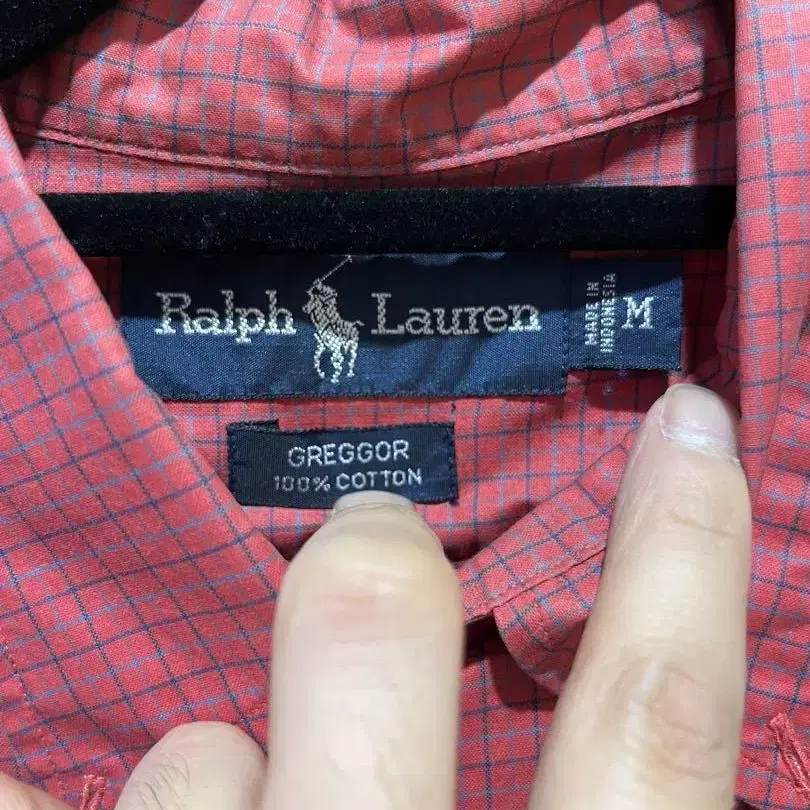 Ralph Lauren
MADE IN
INDONESIA
M
GREGGOR
100% COTTON